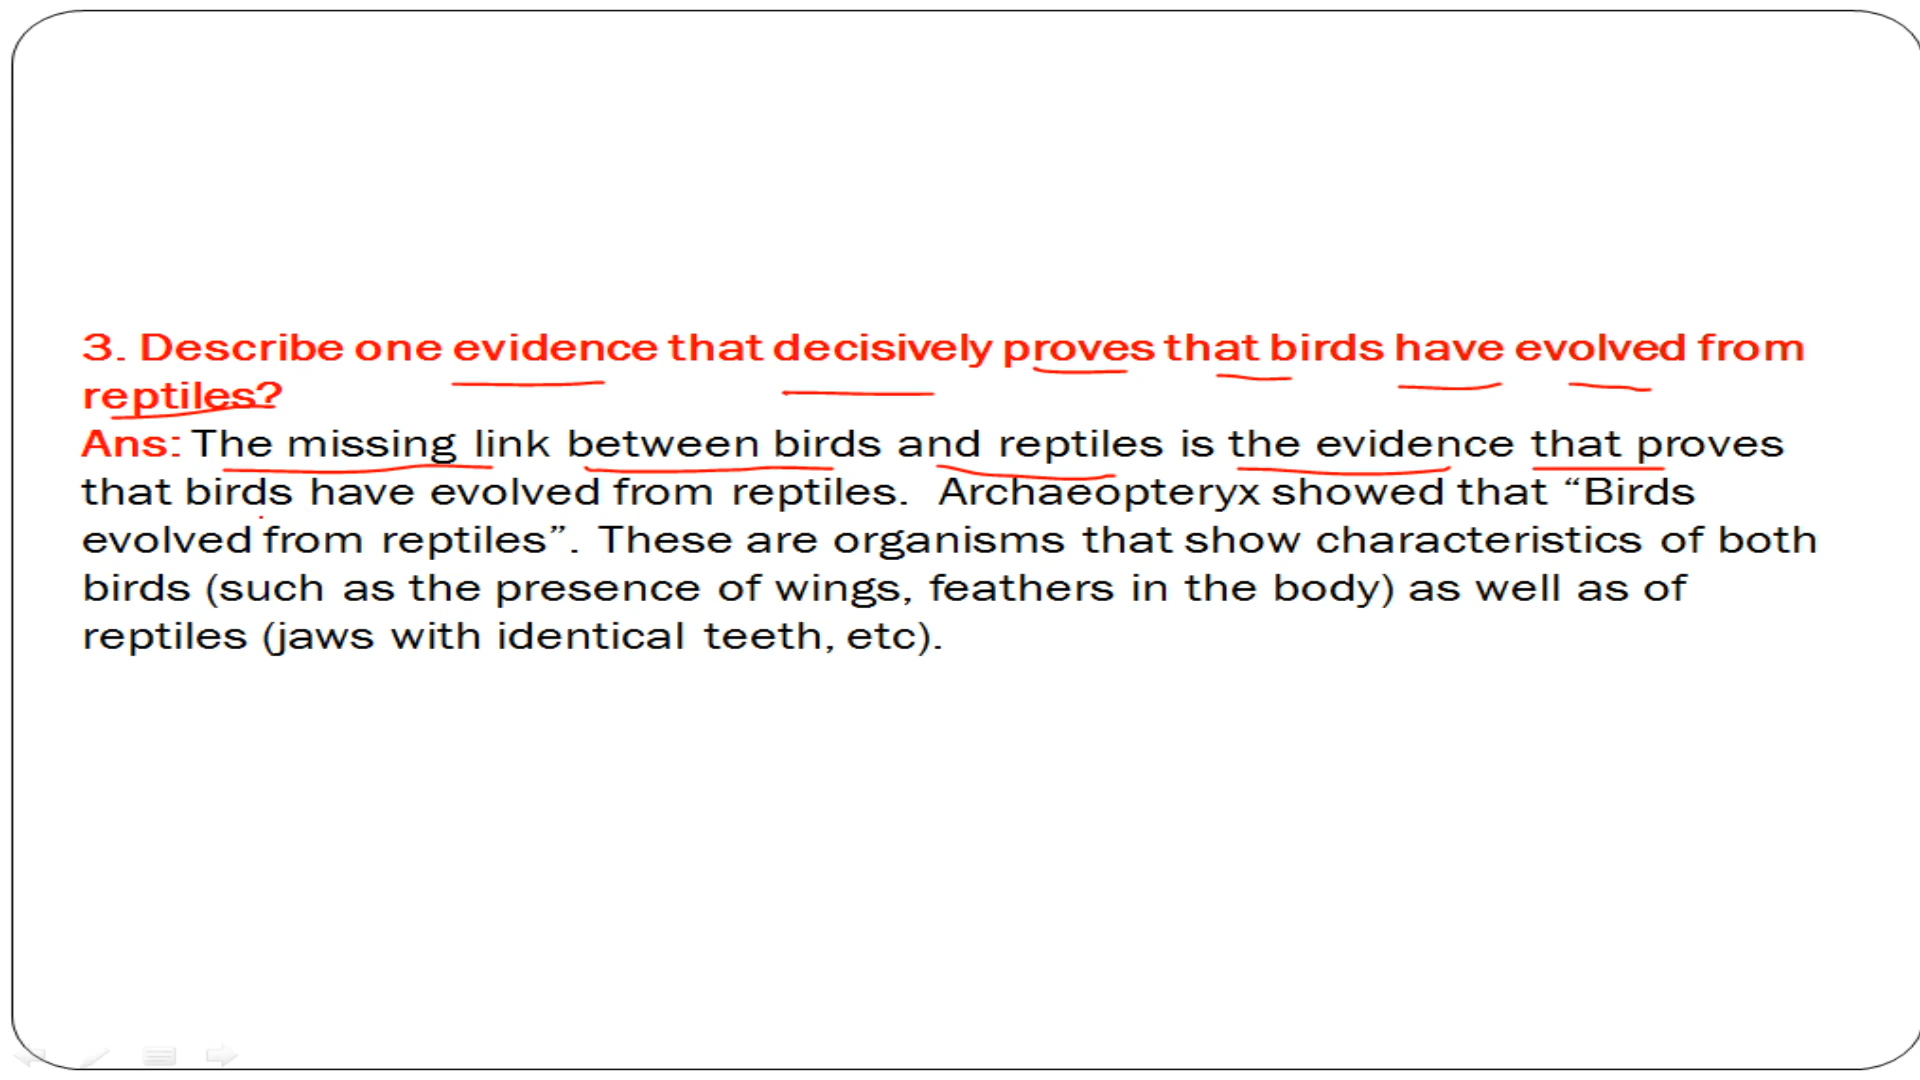 3. Describe one evidence that decisively proves that birds have evolved from
reptiles?
Ans: The missing link between birds and reptiles is the evidence that proves
that birds have evolved from reptiles.  Archaeopteryx showed that “Birds
evolved from reptiles”. These are organisms that show characteristics of both
birds (such as the presence of wings, feathers in the body) as well as of
reptiles (jaws with identical teeth, etc).